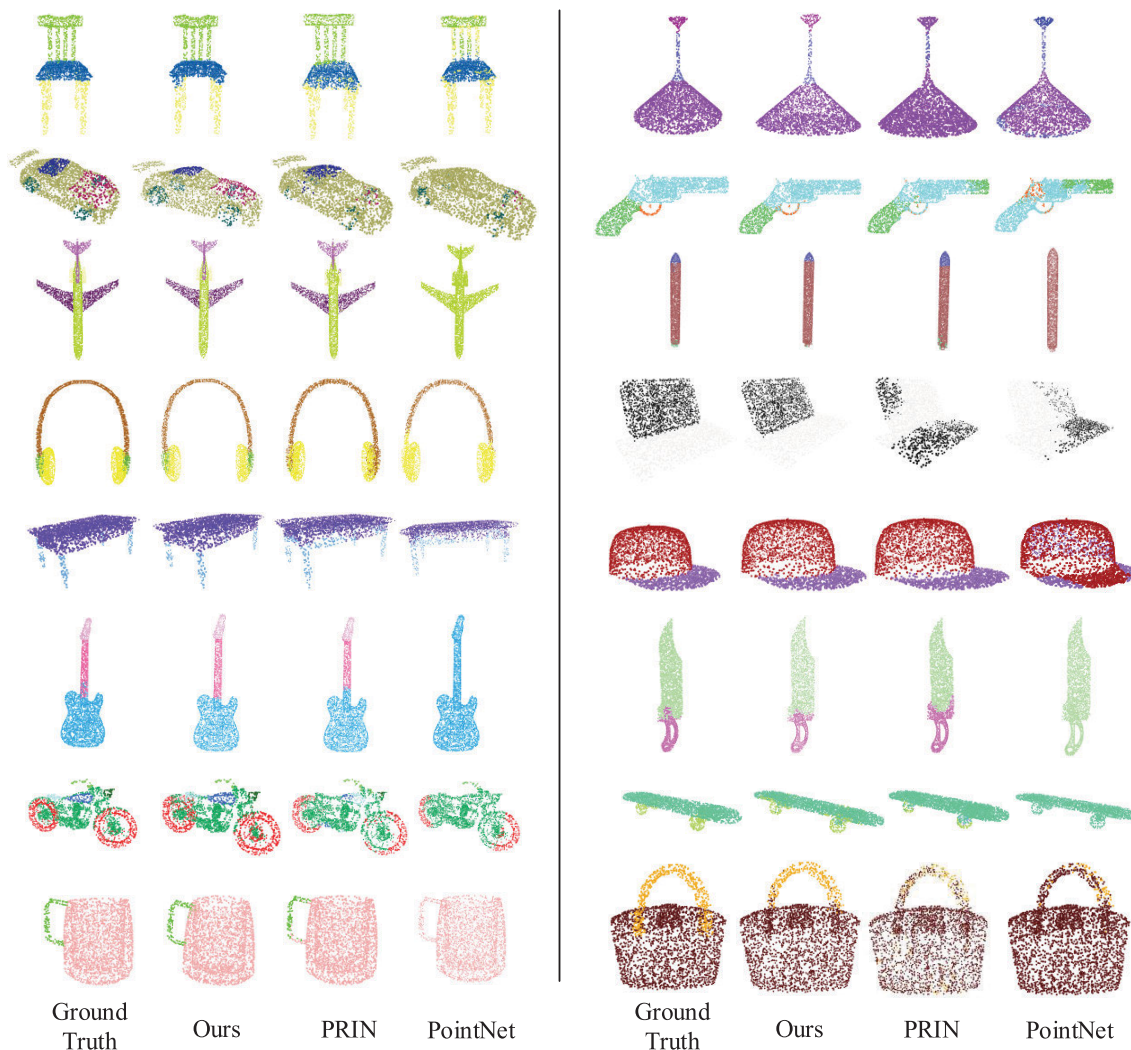 Ground
Truth
Ours
PRIN
PointNet
Ground
Truth
Ours
PRIN
PointNet